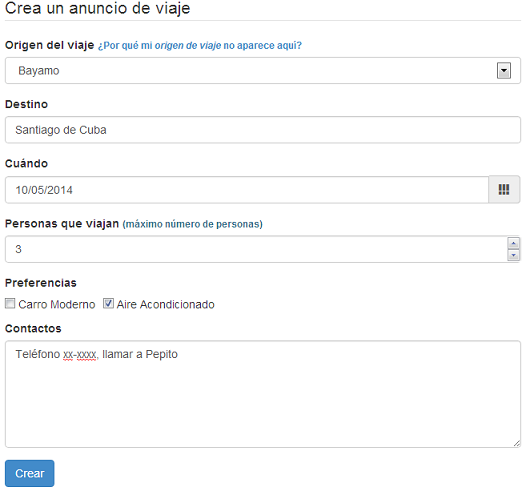 Crea un anuncio de viaje
Origen del viaje ¿Por qué mi origen de viaje no aparece aquí?
Bayamo
Destino
Santiago de Cuba
Cuándo
10/05/2014
Personas que viajan (máximo número de personas)
3
Preferencias
Carro Moderno Aire Acondicionado
Contactos
Teléfono xx-xxxx, llamar a Pepito
Crear